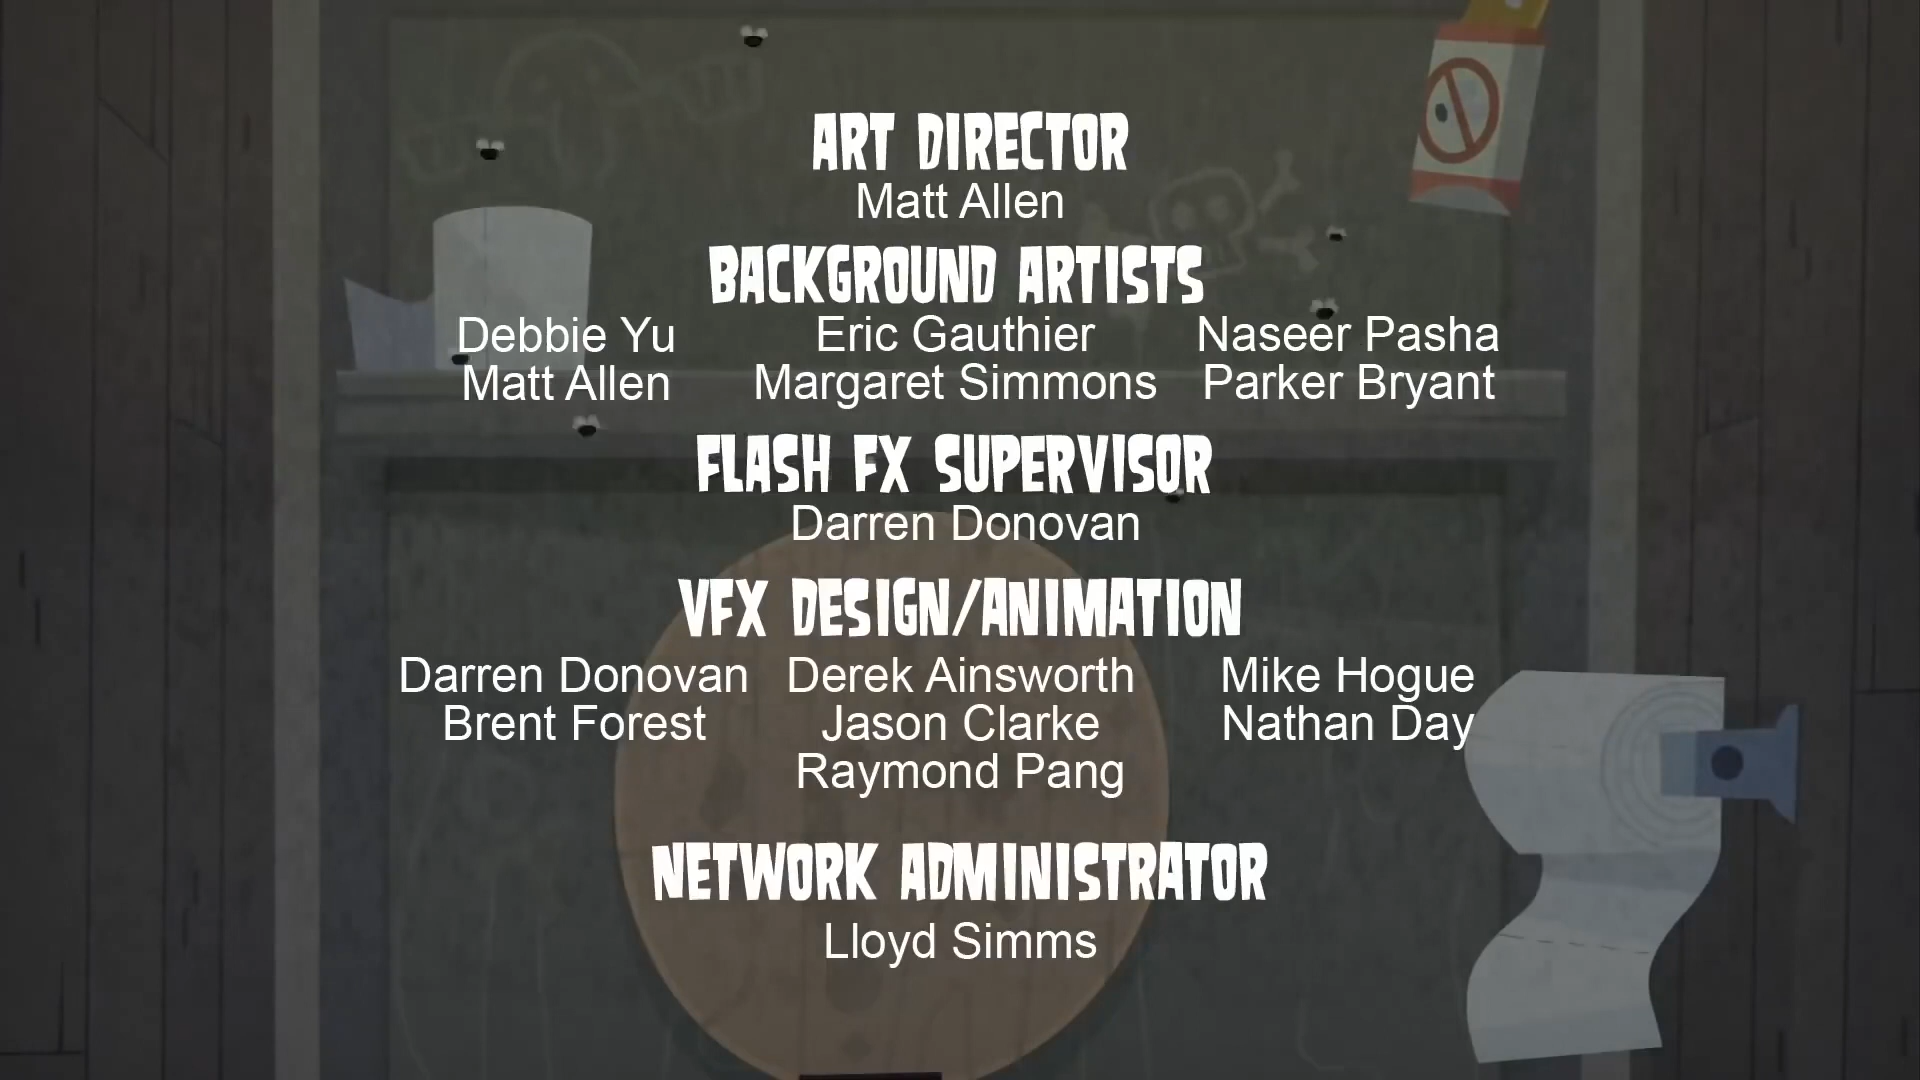 ART DIRECTOR
Matt Allen
BACKGROUND ARTISTS
Debbie Yu Eric Gauthier Naseer Pasha
Matt Allen Margaret Simmons Parker Bryant
FLASH FX SUPERVISOR
Darren Donovan
VFX DESIGN/ANIMATION
Darren Donovan Derek Ainsworth Mike Hogue
Brent Forest Jason Clarke Nathan Day
Raymond Pang
NETWORK ADMINISTRATOR
Lloyd Simms